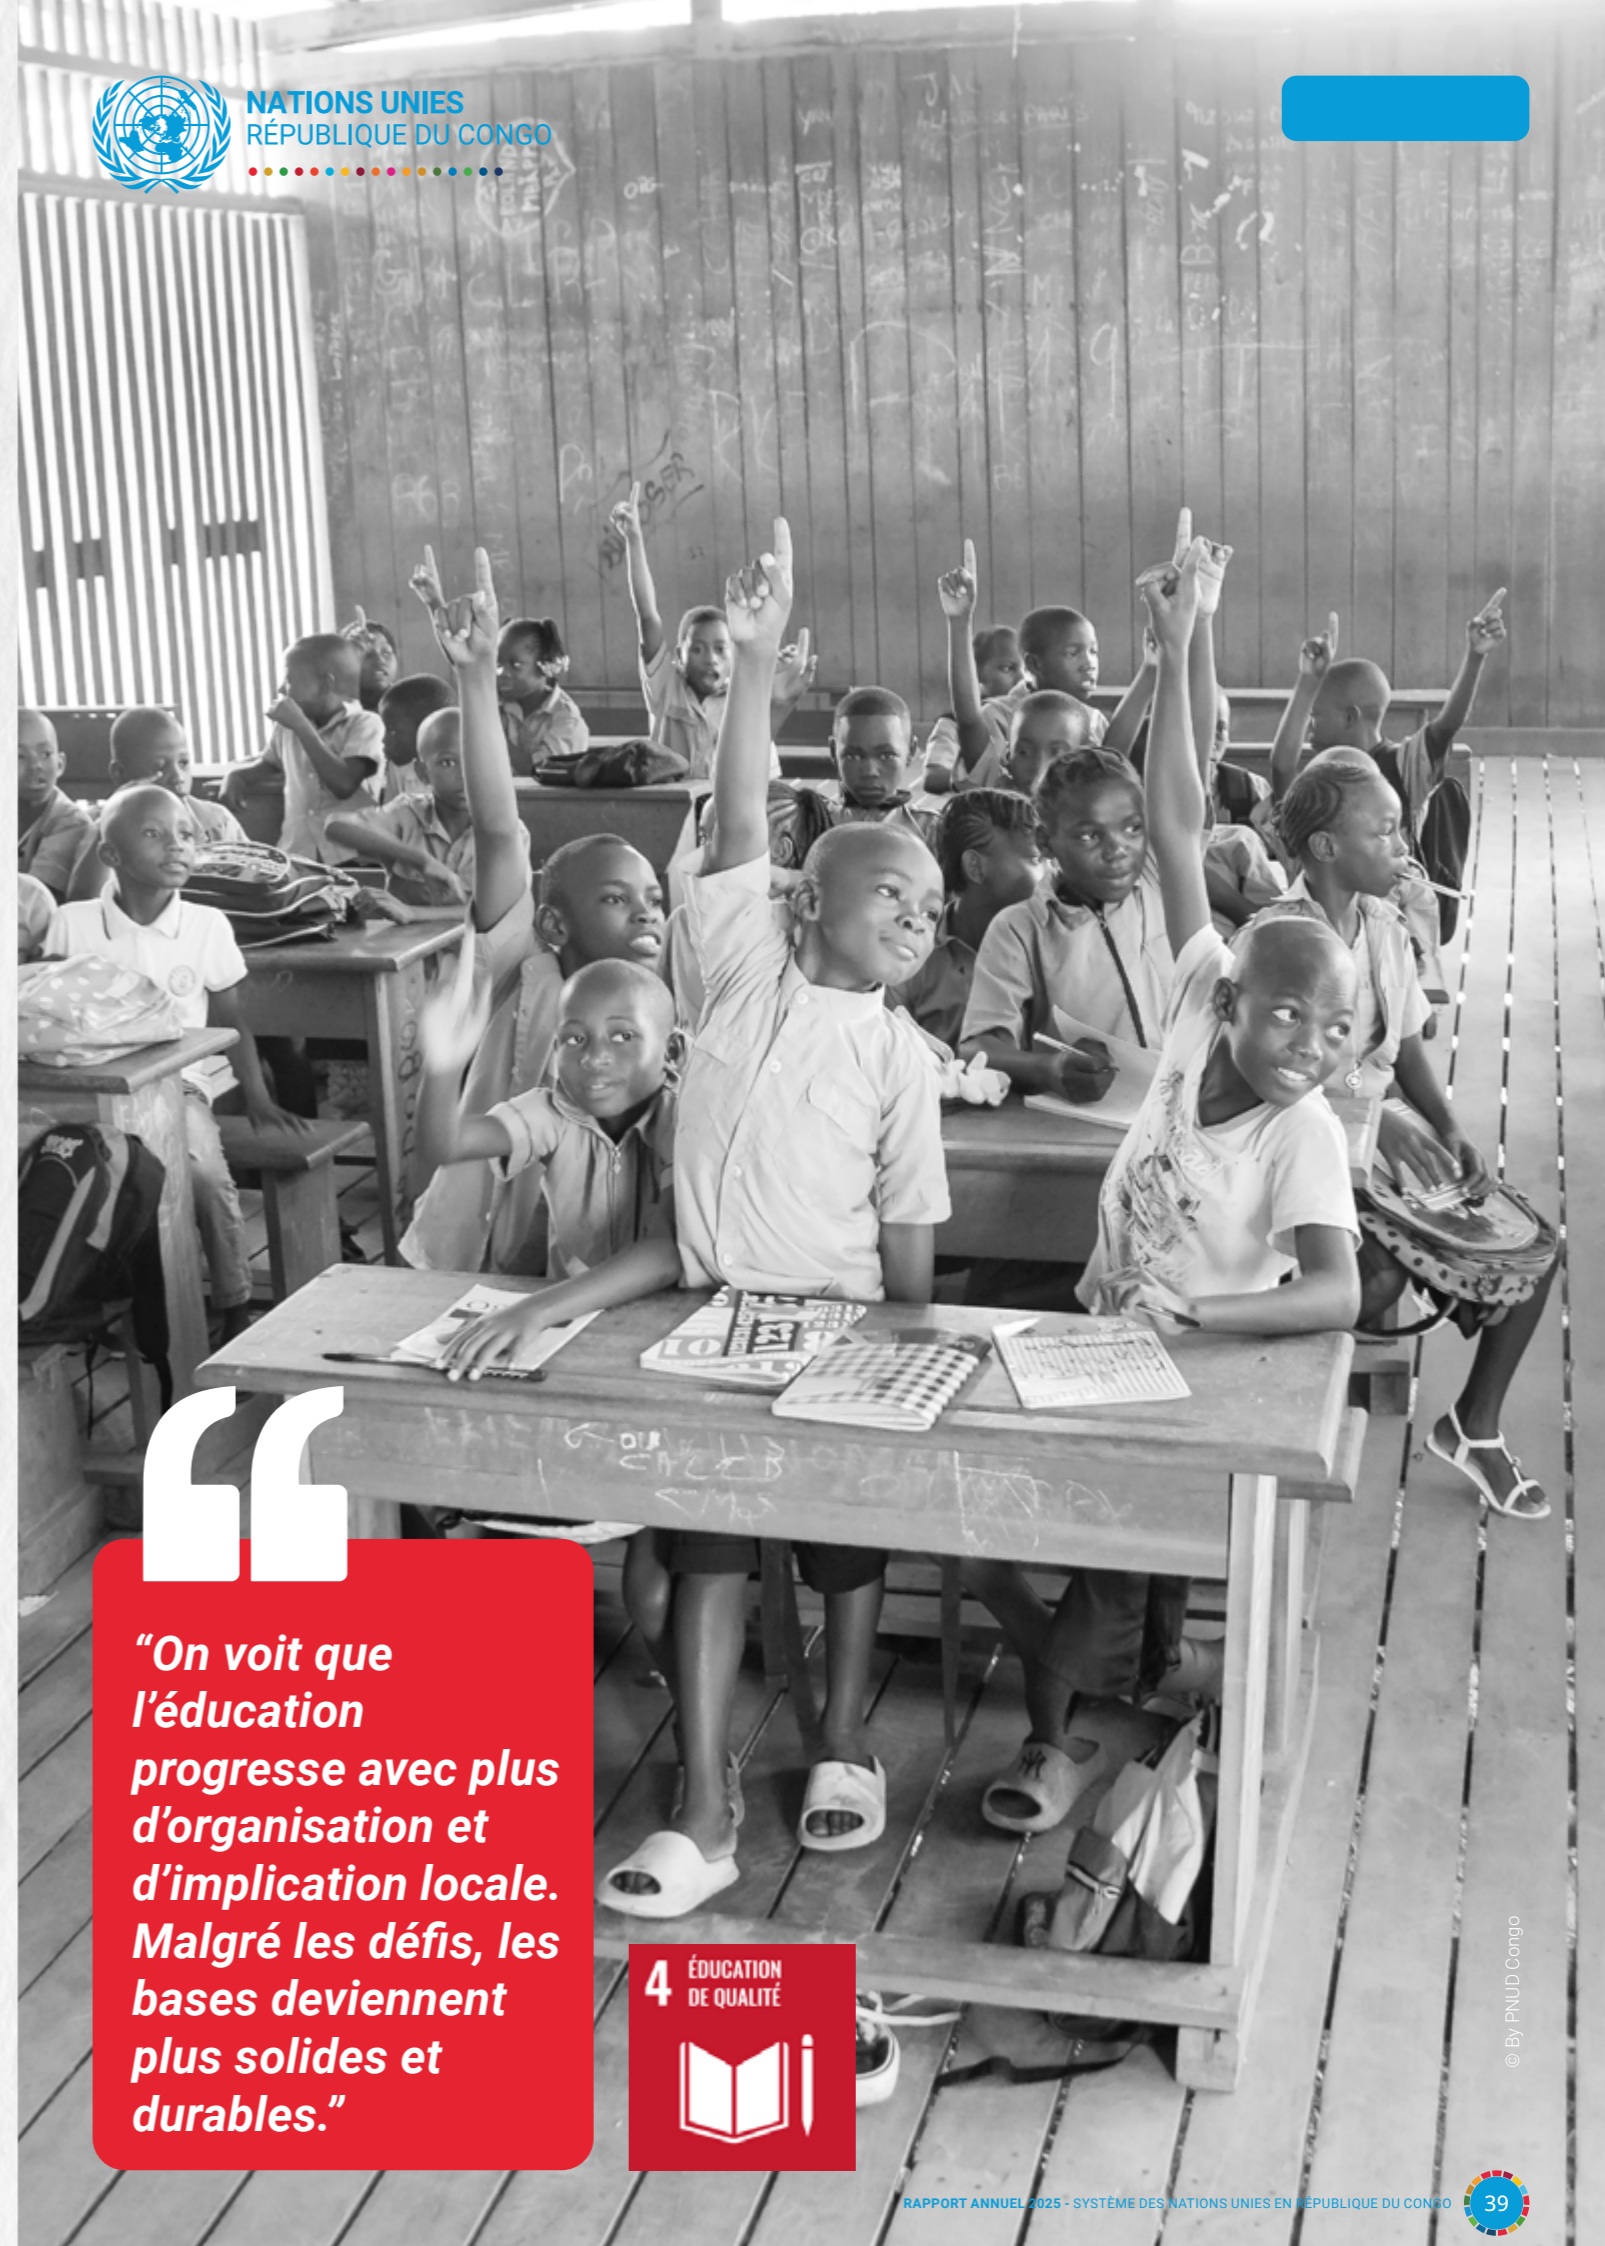 NATIONS UNIES
RÉPUBLIQUE DU CONGO
“On voit que
l’éducation
progresse avec plus
d’organisation et
d’implication locale.
Malgré les défis, les
bases deviennent
plus solides et
durables.”
4 ÉDUCATION
DE QUALITÉ
© By PNUD Congo
RAPPORT ANNUEL 2025 - SYSTÈME DES NATIONS UNIES EN RÉPUBLIQUE DU CONGO
39